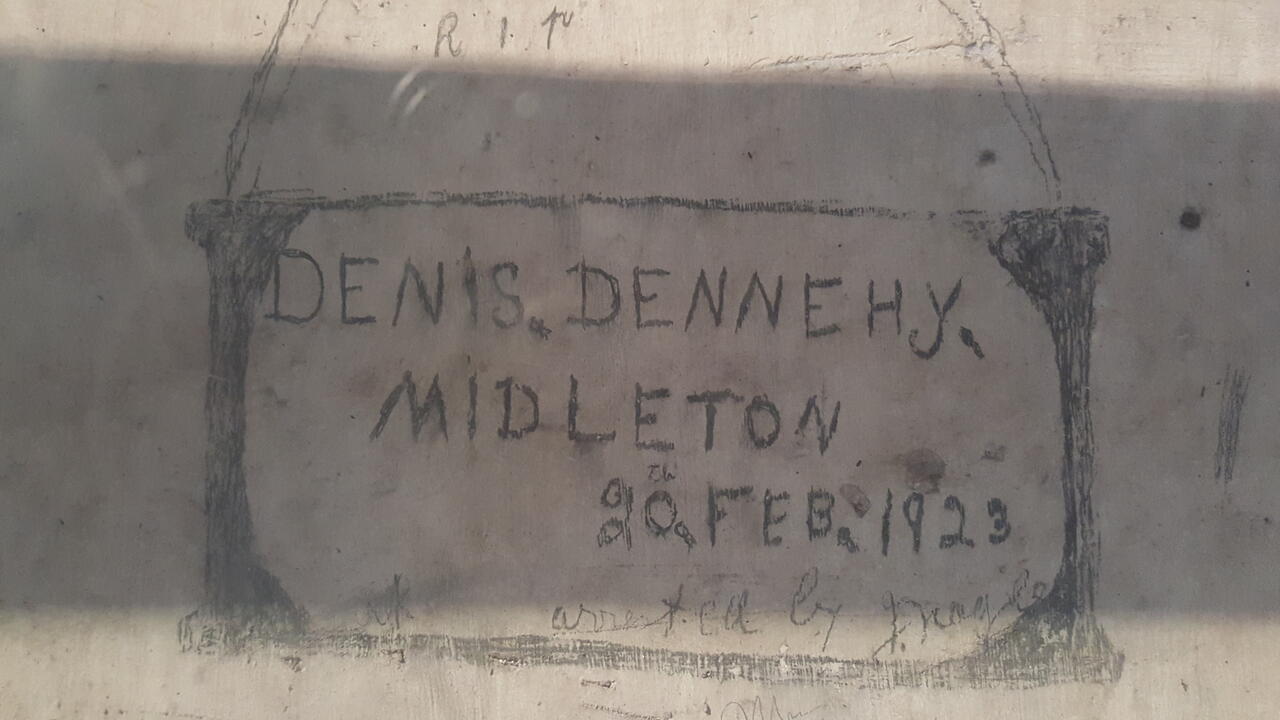 R I P
DENIS. DENNEHY.
MIDLETON
20th. FEB. 1923
arrested by